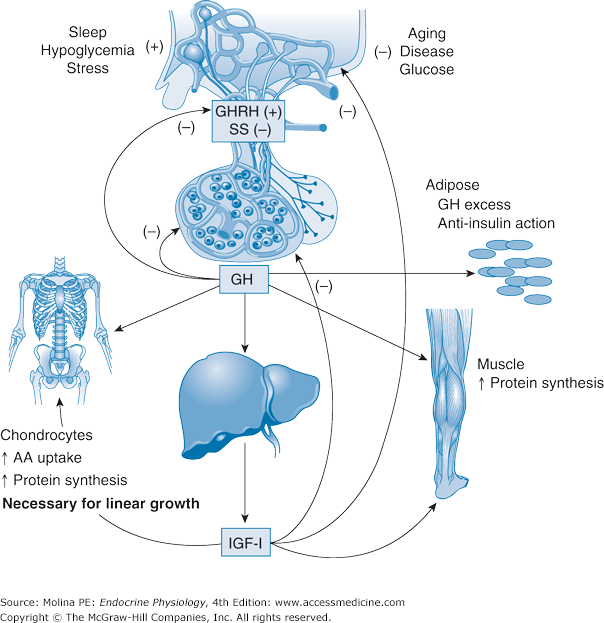 Sleep
Hypoglycemia
Stress
(+)
(–)
Aging
Disease
Glucose
(–)
GHRH (+)
SS (–)
(–)
Adipose
GH excess
Anti-insulin action
(–)
GH
(–)
Muscle
↑ Protein synthesis
Chondrocytes
↑ AA uptake
↑ Protein synthesis
Necessary for linear growth
IGF-I
Source: Molina PE: Endocrine Physiology, 4th Edition: www.accessmedicine.com
Copyright © The McGraw-Hill Companies, Inc. All rights reserved.